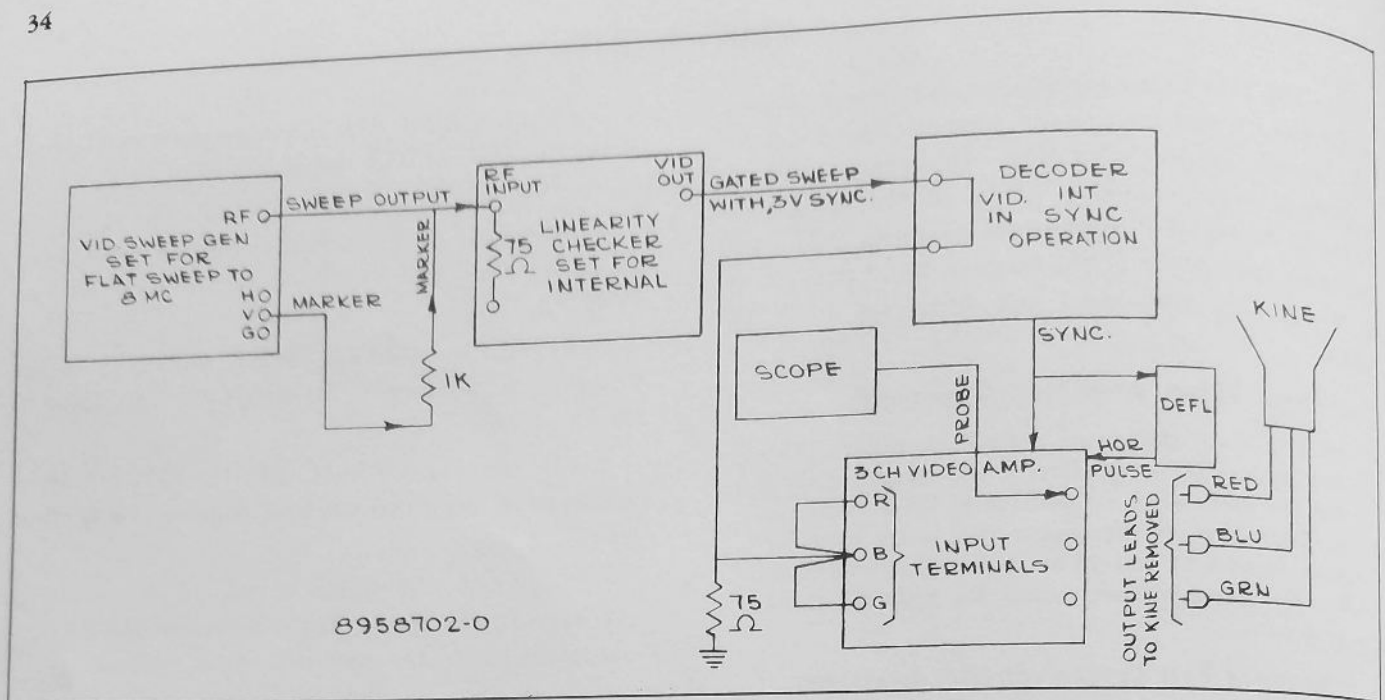 34
VID. SWEEP GEN
SET FOR
FLAT SWEEP TO
8 MC
RF
H
V
G
SWEEP OUTPUT
MARKER
MARKER
1K
RF
INPUT
75
Ω
VID
OUT
LINEARITY
CHECKER
SET FOR
INTERNAL
GATED SWEEP
WITH .3V SYNC.
VID.
IN
DECODER
INT
SYNC
OPERATION
SYNC.
SCOPE
PROBE
DEFL
KINE
HOR
PULSE
3 CH VIDEO AMP.
R
B
G
INPUT
TERMINALS
75
Ω
OUTPUT LEADS
TO KINE REMOVED
RED
BLU
GRN
8958702-0